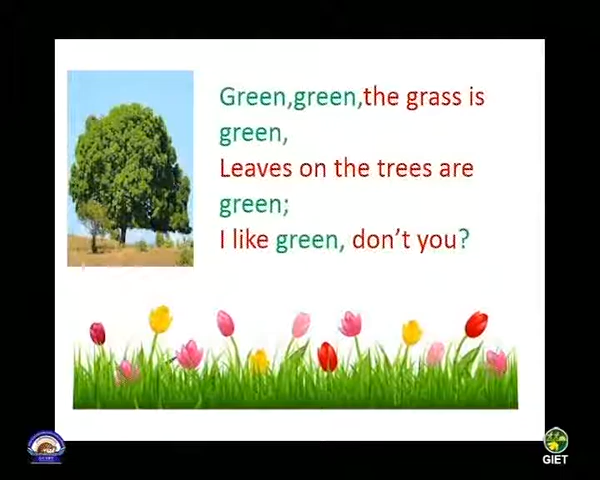 Green,green,the grass is
green,
Leaves on the trees are
green;
I like green, don't you?
GIET